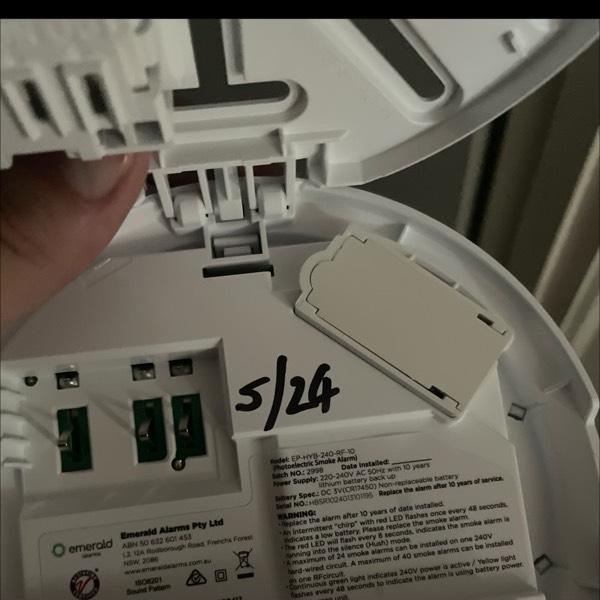 5/24
Model: EP-HYB-240-RF-10
(Photoelectric Smoke Alarm)
Date Installed:
BATCH NO.: 2998
Power Supply: 220-240V AC 50Hz with 10 years
lithium battery back up
Battery Spec.: DC 3V(CR17450) Non-replaceable battery
Serial NO.: Replace the alarm after 10 years of service.
WARNING:
• Replace the alarm after 10 years of date installed.
• An intermittent "chirp" with red LED flashes once every 48 seconds,
indicates a low battery. Please replace the smoke alarm.
• The red LED will flash every 8 seconds, indicates the smoke alarm is
running into the silence (Hush) mode.
• A maximum of 24 smoke alarms can be installed on one 240V
hard-wired circuit. A maximum of 40 smoke alarms can be installed
on one RFcircuit.
• Continuous green light indicates 240V power is active / Yellow light
flashes every 48 seconds to indicate the alarm is using battery power.
emerald
alarms
Emerald Alarms Pty Ltd
ABN 50 632 601 453
L3, 12A Rodborough Road, Frenchs Forest
NSW, 2086
www.emeraldalarms.com
ISO8201
Sound Pattern